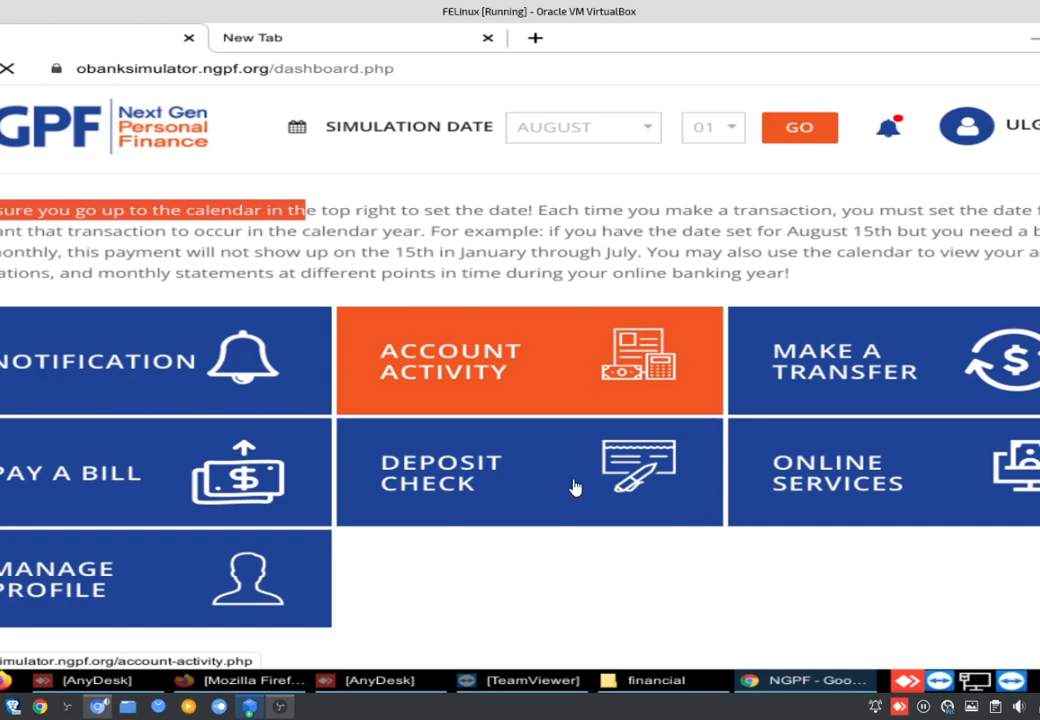 FELinux [Running] - Oracle VM VirtualBox
New Tab
obanksimulator.ngpf.org/dashboard.php
GPF Next Gen
Personal
Finance
SIMULATION DATE AUGUST 01 GO
sure you go up to the calendar in the top right to set the date! Each time you make a transaction, you must set the date f
ant that transaction to occur in the calendar year. For example: if you have the date set for August 15th but you need a b
monthly, this payment will not show up on the 15th in January through July. You may also use the calendar to view your a
ations, and monthly statements at different points in time during your online banking year!
NOTIFICATION
ACCOUNT
ACTIVITY
MAKE A
TRANSFER
PAY A BILL
DEPOSIT
CHECK
ONLINE
SERVICES
MANAGE
PROFILE
simulator.ngpf.org/account-activity.php
[AnyDesk] [Mozilla Firef... [AnyDesk] [TeamViewer] financial NGPF - Goo...